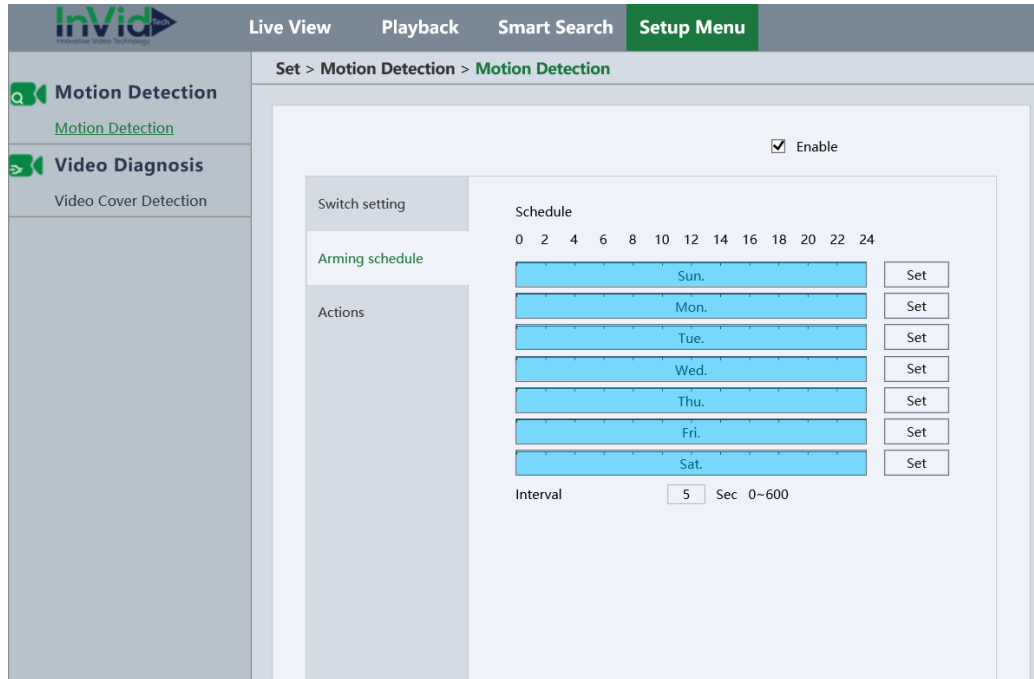 InVid Tech
Innovative Video Technology
Live View Playback Smart Search Setup Menu
Set > Motion Detection > Motion Detection
Motion Detection
Motion Detection
Video Diagnosis
Video Cover Detection
Enable
Switch setting
Arming schedule
Actions
Schedule
0 2 4 6 8 10 12 14 16 18 20 22 24
Sun. Set
Mon. Set
Tue. Set
Wed. Set
Thu. Set
Fri. Set
Sat. Set
Interval 5 Sec 0~600